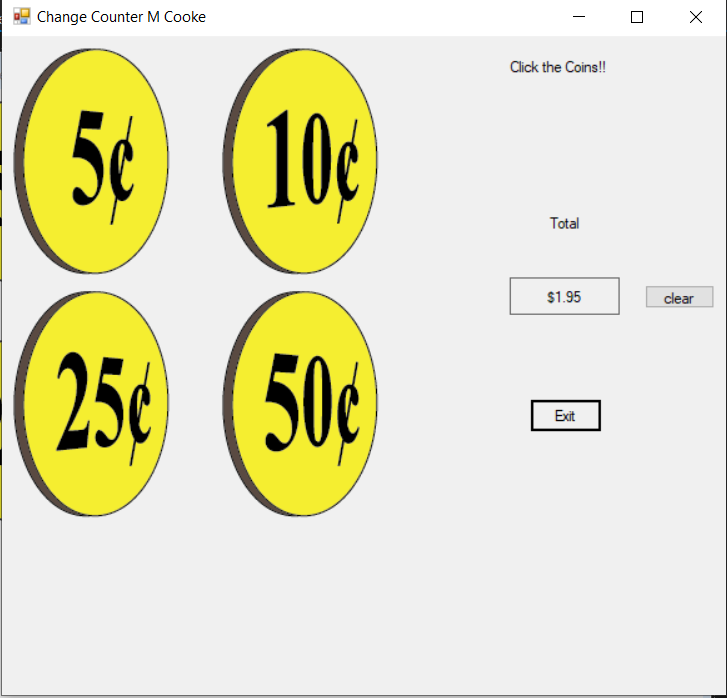 Change Counter M Cooke
Click the Coins!!
5¢
10¢
Total
$1.95
clear
25¢
50¢
Exit